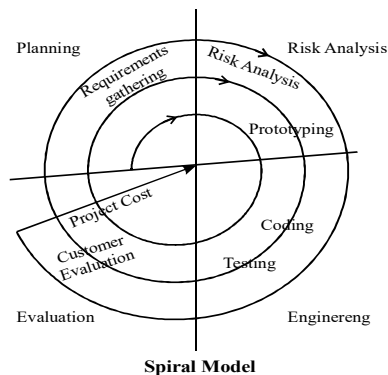 Planning
Risk Analysis
Requirements
gathering
Risk Analysis
Prototyping
Project Cost
Customer
Evaluation
Coding
Testing
Evaluation
Enginereng
Spiral Model